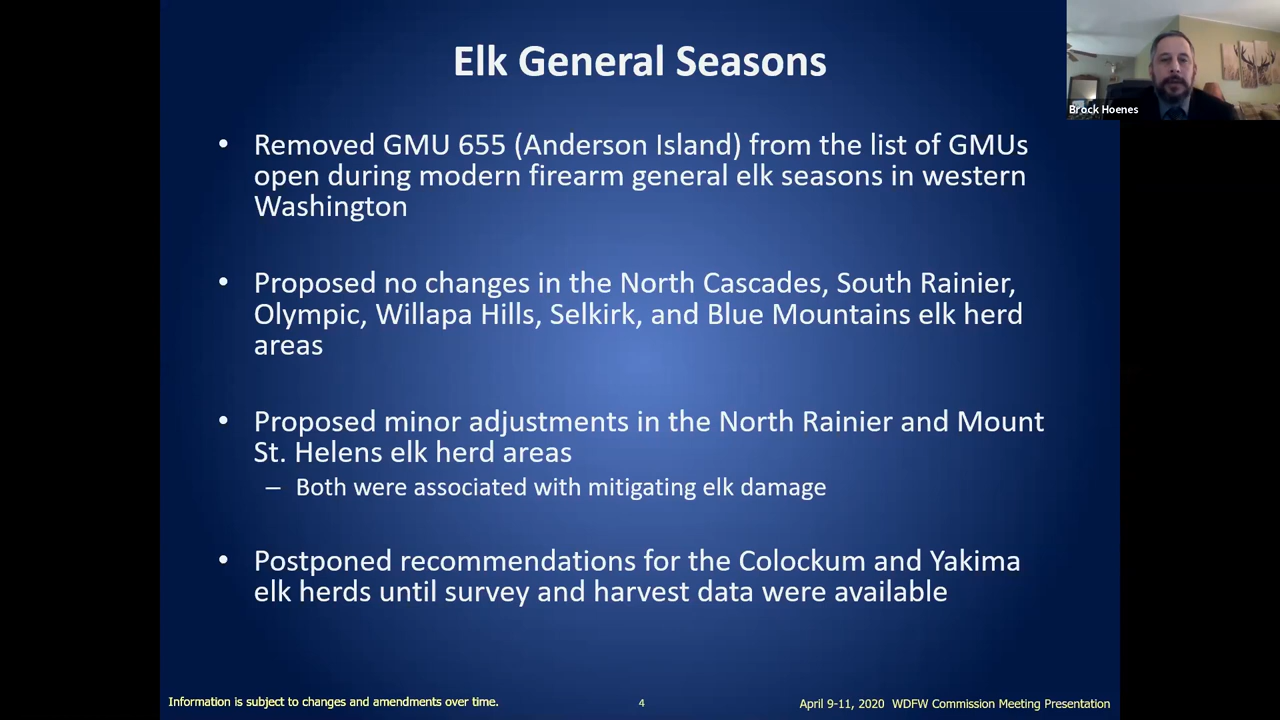 Elk General Seasons
Brock Hoenes
• Removed GMU 655 (Anderson Island) from the list of GMUs
open during modern firearm general elk seasons in western
Washington
• Proposed no changes in the North Cascades, South Rainier,
Olympic, Willapa Hills, Selkirk, and Blue Mountains elk herd
areas
• Proposed minor adjustments in the North Rainier and Mount
St. Helens elk herd areas
– Both were associated with mitigating elk damage
• Postponed recommendations for the Colockum and Yakima
elk herds until survey and harvest data were available
Information is subject to changes and amendments over time.
4
April 9-11, 2020 WDFW Commission Meeting Presentation